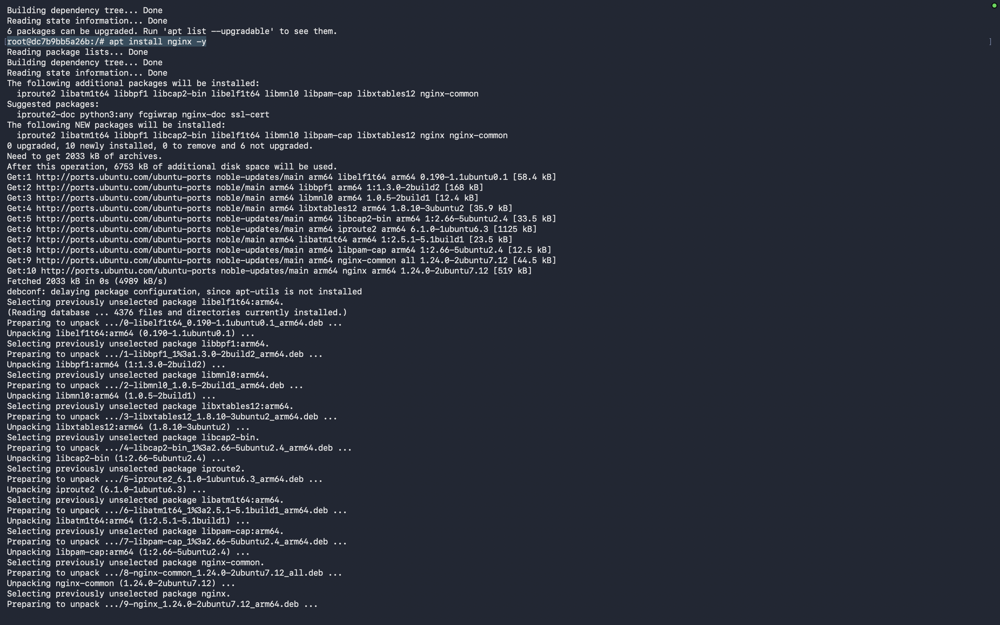 Building dependency tree... Done
Reading state information... Done
6 packages can be upgraded. Run 'apt list --upgradable' to see them.
[root@dc7b9bb5a26b:/# apt install nginx -y ]
Reading package lists... Done
Building dependency tree... Done
Reading state information... Done
The following additional packages will be installed:
  iproute2 libatm1t64 libbpf1 libcap2-bin libelf1t64 libmnl0 libpam-cap libxtables12 nginx-common
Suggested packages:
  iproute2-doc python3:any fcgiwrap nginx-doc ssl-cert
The following NEW packages will be installed:
  iproute2 libatm1t64 libbpf1 libcap2-bin libelf1t64 libmnl0 libpam-cap libxtables12 nginx nginx-common
0 upgraded, 10 newly installed, 0 to remove and 6 not upgraded.
Need to get 2033 kB of archives.
After this operation, 6753 kB of additional disk space will be used.
Get:1 http://ports.ubuntu.com/ubuntu-ports noble-updates/main arm64 libelf1t64 arm64 0.190-1.1ubuntu0.1 [58.4 kB]
Get:2 http://ports.ubuntu.com/ubuntu-ports noble/main arm64 libbpf1 arm64 1:1.3.0-2build2 [168 kB]
Get:3 http://ports.ubuntu.com/ubuntu-ports noble/main arm64 libmnl0 arm64 1.0.5-2build1 [12.4 kB]
Get:4 http://ports.ubuntu.com/ubuntu-ports noble/main arm64 libxtables12 arm64 1.8.10-3ubuntu2 [35.9 kB]
Get:5 http://ports.ubuntu.com/ubuntu-ports noble-updates/main arm64 libcap2-bin arm64 1:2.66-5ubuntu2.4 [33.5 kB]
Get:6 http://ports.ubuntu.com/ubuntu-ports noble-updates/main arm64 iproute2 arm64 6.1.0-1ubuntu6.3 [1125 kB]
Get:7 http://ports.ubuntu.com/ubuntu-ports noble/main arm64 libatm1t64 arm64 1:2.5.1-5.1build1 [23.5 kB]
Get:8 http://ports.ubuntu.com/ubuntu-ports noble-updates/main arm64 libpam-cap arm64 1:2.66-5ubuntu2.4 [12.5 kB]
Get:9 http://ports.ubuntu.com/ubuntu-ports noble-updates/main arm64 nginx-common all 1.24.0-2ubuntu7.12 [44.5 kB]
Get:10 http://ports.ubuntu.com/ubuntu-ports noble-updates/main arm64 nginx arm64 1.24.0-2ubuntu7.12 [519 kB]
Fetched 2033 kB in 0s (4989 kB/s)
debconf: delaying package configuration, since apt-utils is not installed
Selecting previously unselected package libelf1t64:arm64.
(Reading database ... 4376 files and directories currently installed.)
Preparing to unpack .../0-libelf1t64_0.190-1.1ubuntu0.1_arm64.deb ...
Unpacking libelf1t64:arm64 (0.190-1.1ubuntu0.1) ...
Selecting previously unselected package libbpf1:arm64.
Preparing to unpack .../1-libbpf1_1%3a1.3.0-2build2_arm64.deb ...
Unpacking libbpf1:arm64 (1:1.3.0-2build2) ...
Selecting previously unselected package libmnl0:arm64.
Preparing to unpack .../2-libmnl0_1.0.5-2build1_arm64.deb ...
Unpacking libmnl0:arm64 (1.0.5-2build1) ...
Selecting previously unselected package libxtables12:arm64.
Preparing to unpack .../3-libxtables12_1.8.10-3ubuntu2_arm64.deb ...
Unpacking libxtables12:arm64 (1.8.10-3ubuntu2) ...
Selecting previously unselected package libcap2-bin.
Preparing to unpack .../4-libcap2-bin_1%3a2.66-5ubuntu2.4_arm64.deb ...
Unpacking libcap2-bin (1:2.66-5ubuntu2.4) ...
Selecting previously unselected package iproute2.
Preparing to unpack .../5-iproute2_6.1.0-1ubuntu6.3_arm64.deb ...
Unpacking iproute2 (6.1.0-1ubuntu6.3) ...
Selecting previously unselected package libatm1t64:arm64.
Preparing to unpack .../6-libatm1t64_1%3a2.5.1-5.1build1_arm64.deb ...
Unpacking libatm1t64:arm64 (1:2.5.1-5.1build1) ...
Selecting previously unselected package libpam-cap:arm64.
Preparing to unpack .../7-libpam-cap_1%3a2.66-5ubuntu2.4_arm64.deb ...
Unpacking libpam-cap:arm64 (1:2.66-5ubuntu2.4) ...
Selecting previously unselected package nginx-common.
Preparing to unpack .../8-nginx-common_1.24.0-2ubuntu7.12_all.deb ...
Unpacking nginx-common (1.24.0-2ubuntu7.12) ...
Selecting previously unselected package nginx.
Preparing to unpack .../9-nginx_1.24.0-2ubuntu7.12_arm64.deb ...